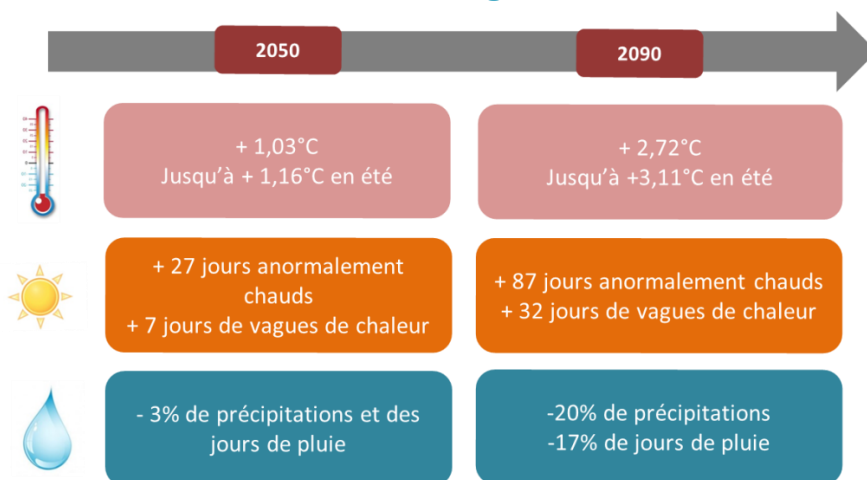 2050
2090
+ 1,03°C
Jusqu'à + 1,16°C en été
+ 2,72°C
Jusqu'à +3,11°C en été
+ 27 jours anormalement
chauds
+ 7 jours de vagues de chaleur
+ 87 jours anormalement chauds
+ 32 jours de vagues de chaleur
- 3% de précipitations et des
jours de pluie
-20% de précipitations
-17% de jours de pluie